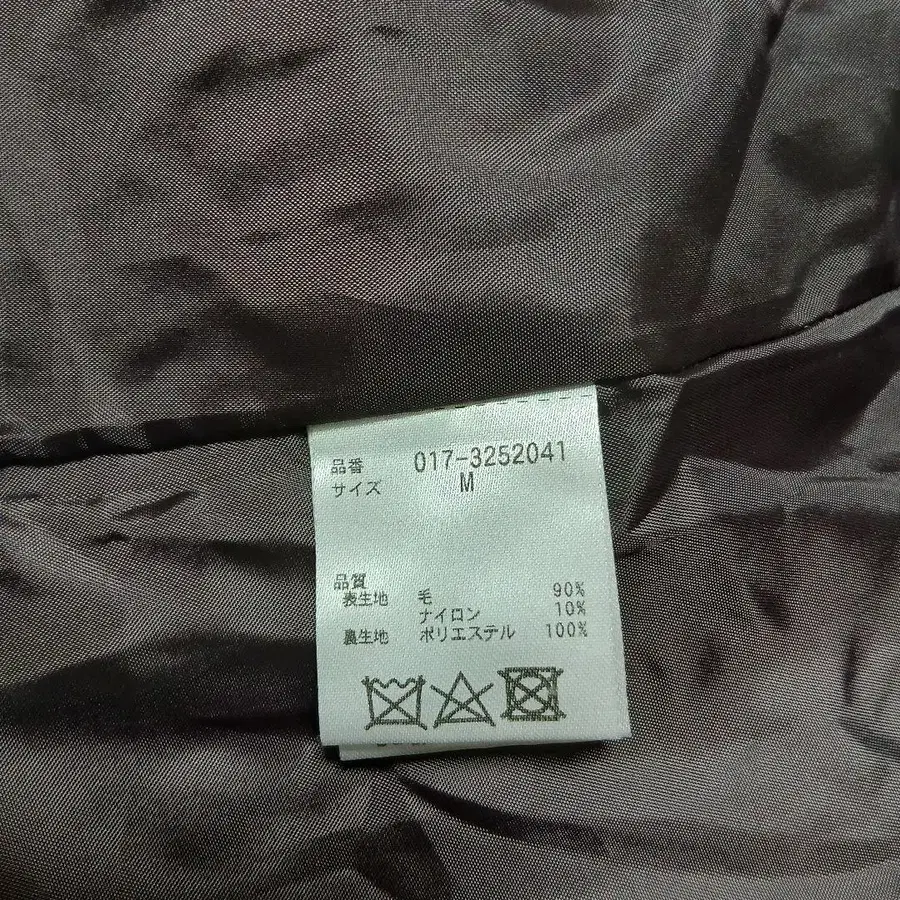 品番 017-3252041
サイズ M
品質
表生地 毛 90%
ナイロン 10%
裏生地 ポリエステル 100%